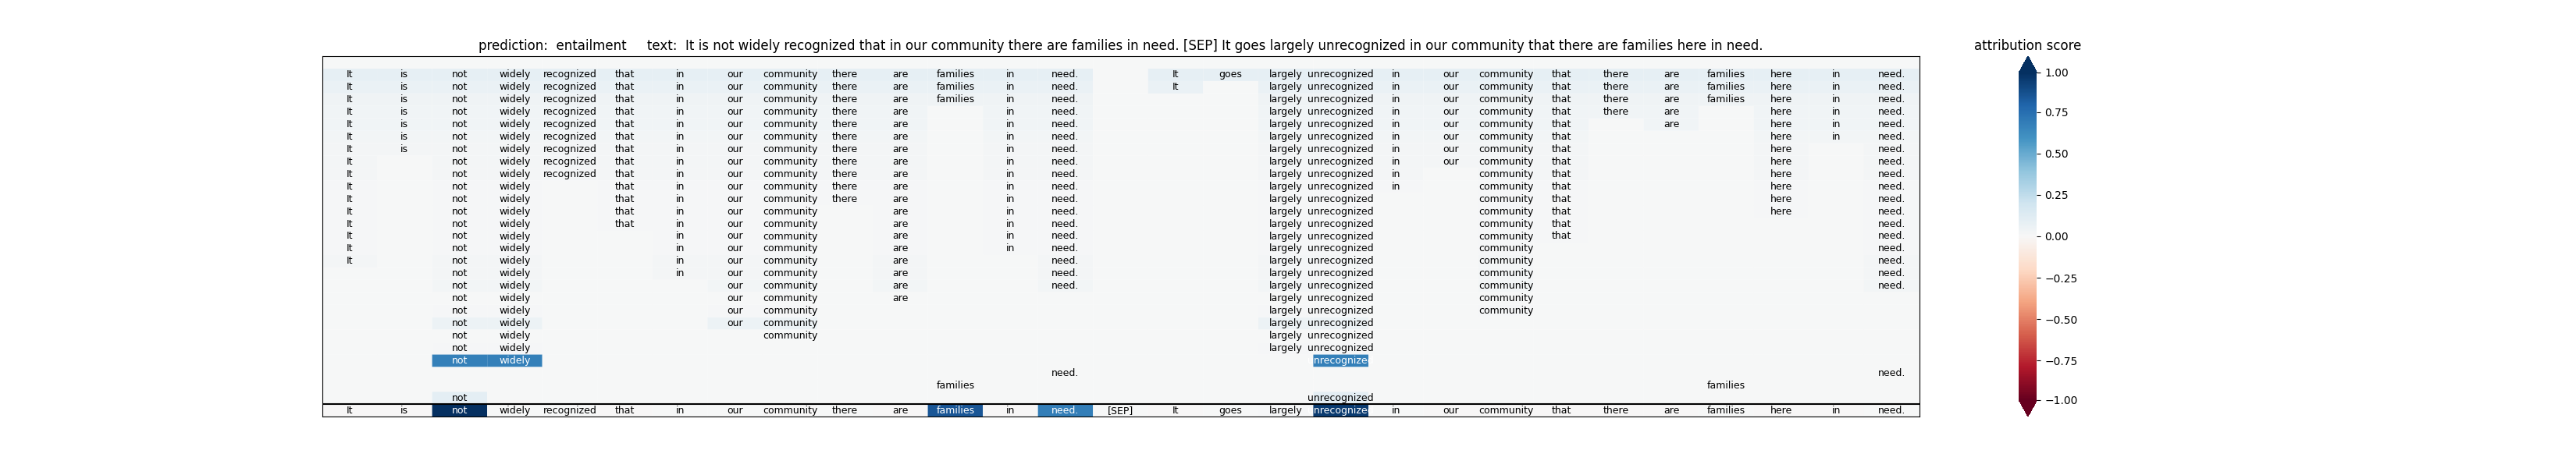 prediction: entailment text: It is not widely recognized that in our community there are families in need. [SEP] It goes largely unrecognized in our community that there are families here in need.
It is not widely recognized that in our community there are families in need. It goes largely unrecognized in our community that there are families here in need.
It is not widely recognized that in our community there are families in need. It largely unrecognized in our community that there are families here in need.
It is not widely recognized that in our community there are families in need. largely unrecognized in our community that there are families here in need.
It is not widely recognized that in our community there are in need. largely unrecognized in our community that there are here in need.
It is not widely recognized that in our community there are in need. largely unrecognized in our community that are here in need.
It is not widely recognized that in our community there are in need. largely unrecognized in our community that here in need.
It is not widely recognized that in our community there are in need. largely unrecognized in our community that here need.
It not widely recognized that in our community there are in need. largely unrecognized in our community that here need.
It not widely recognized that in our community there are in need. largely unrecognized in community that here need.
It not widely that in our community there are in need. largely unrecognized in community that here need.
It not widely that in our community there are in need. largely unrecognized community that here need.
It not widely that in our community are in need. largely unrecognized community that here need.
It not widely that in our community are in need. largely unrecognized community that need.
It not widely in our community are in need. largely unrecognized community that need.
It not widely in our community are in need. largely unrecognized community need.
It not widely in our community are need. largely unrecognized community need.
not widely in our community are need. largely unrecognized community need.
not widely our community are need. largely unrecognized community need.
not widely our community are largely unrecognized community
not widely our community largely unrecognized community
not widely our community largely unrecognized
not widely community largely unrecognized
not widely largely unrecognized
not widely nrecognize
need. need.
families families
not unrecognized
It is not widely recognized that in our community there are families in need. [SEP] It goes largely nrecognize in our community that there are families here in need.
attribution score
1.00
0.75
0.50
0.25
0.00
−0.25
−0.50
−0.75
−1.00